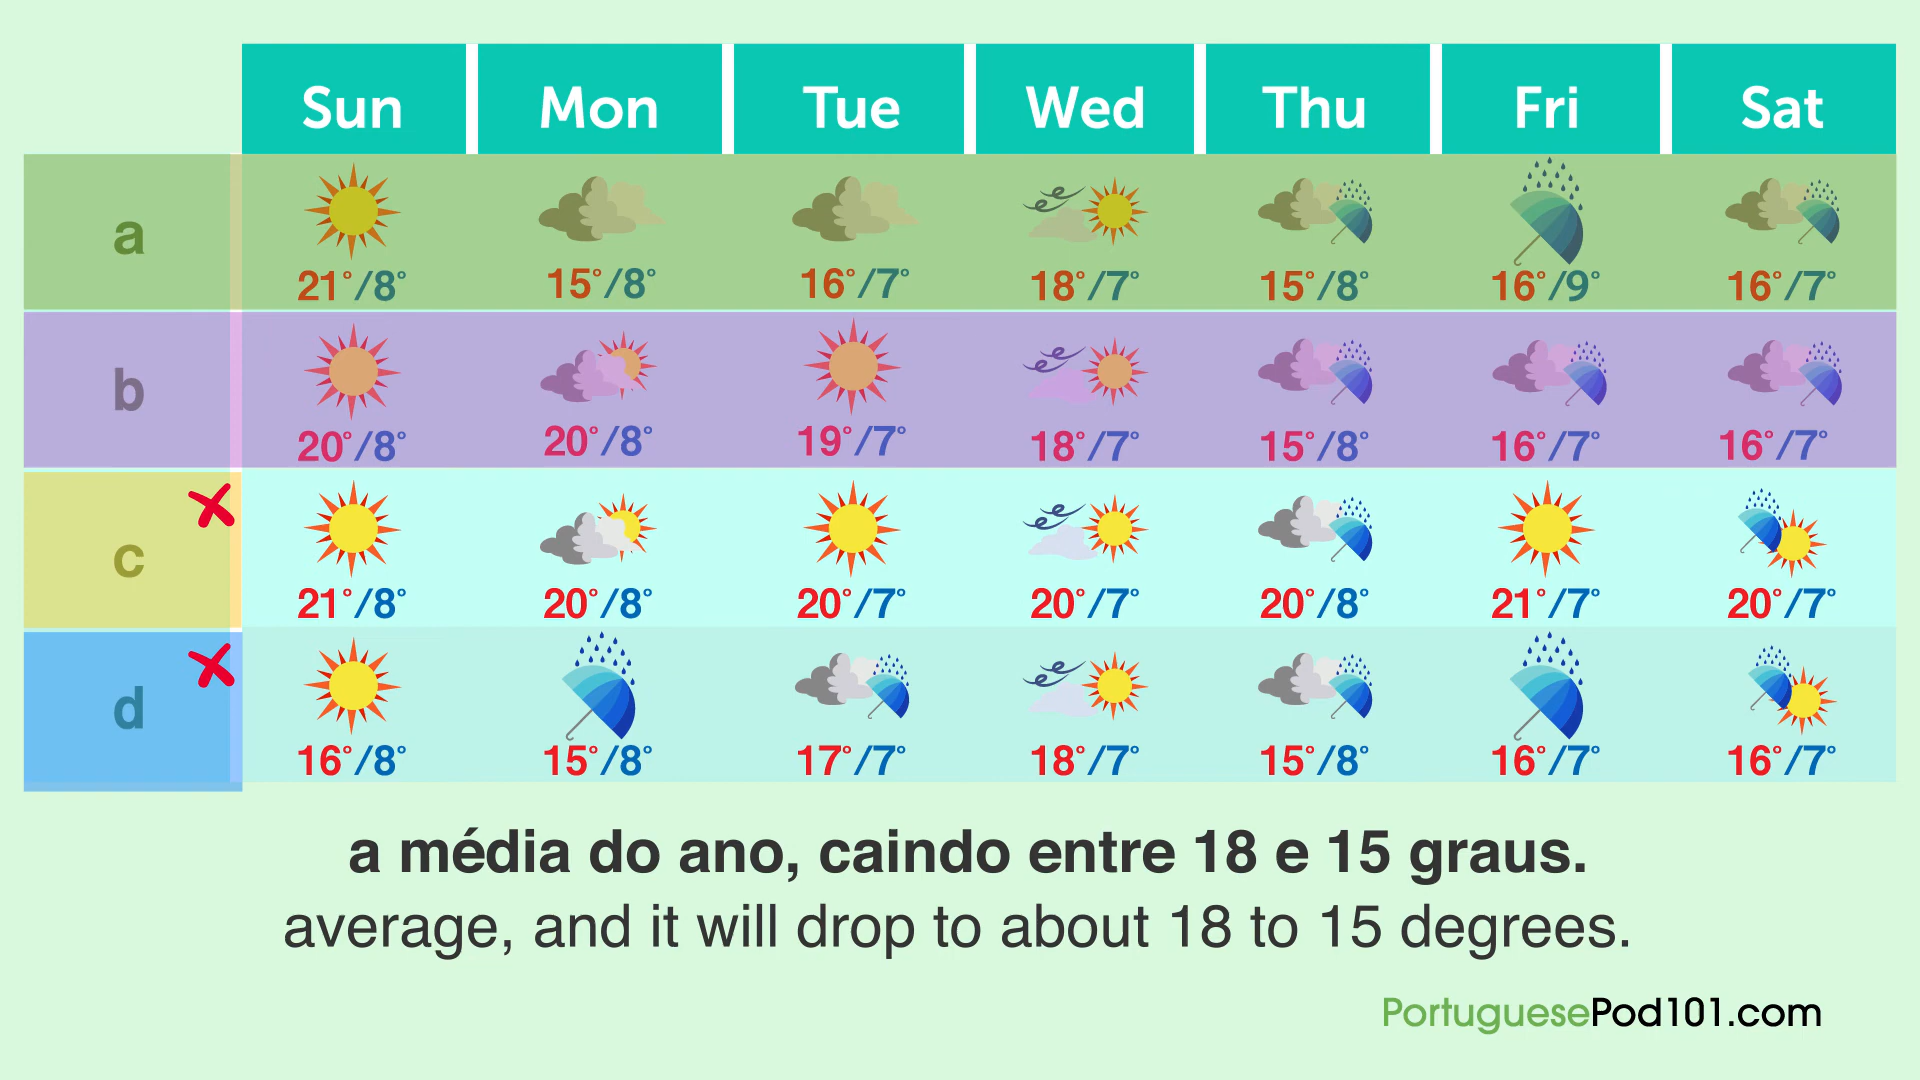 Sun Mon Tue Wed Thu Fri Sat
a
21°/8° 15°/8° 16°/7° 18°/7° 15°/8° 16°/9° 16°/7°
b
20°/8° 20°/8° 19°/7° 18°/7° 15°/8° 16°/7° 16°/7°
c
21°/8° 20°/8° 20°/7° 20°/7° 20°/8° 21°/7° 20°/7°
d
16°/8° 15°/8° 17°/7° 18°/7° 15°/8° 16°/7° 16°/7°
a média do ano, caindo entre 18 e 15 graus.
average, and it will drop to about 18 to 15 degrees.
PortuguesePod101.com